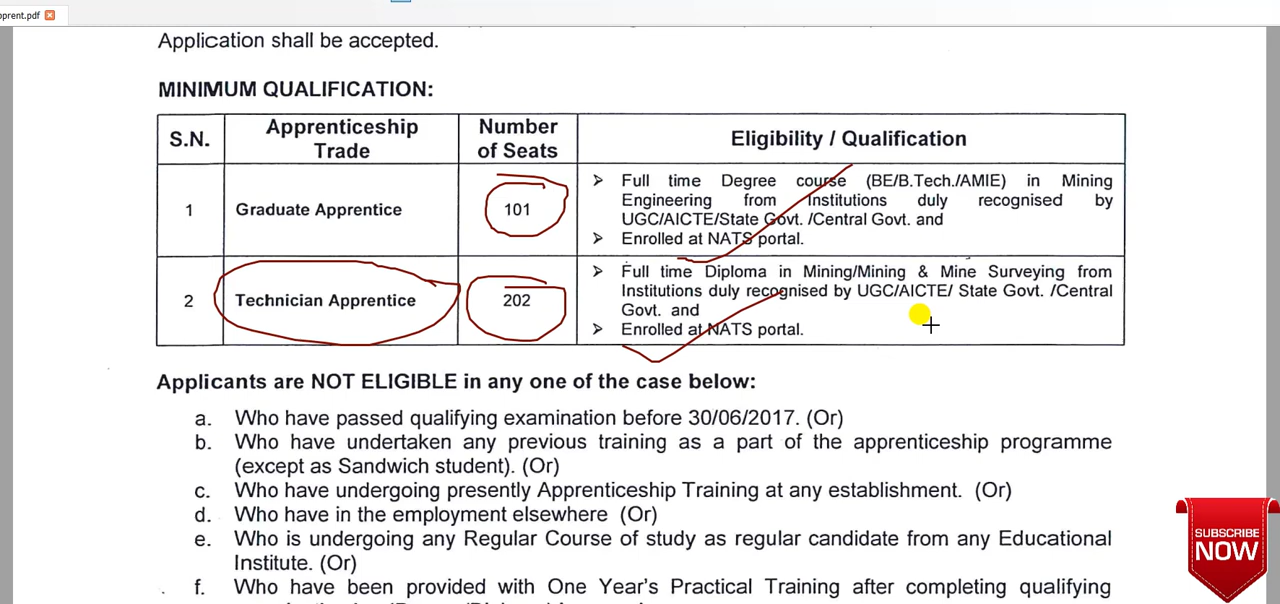 pprent.pdf
Application shall be accepted.
MINIMUM QUALIFICATION:
S.N.
Apprenticeship
Trade
Number
of Seats
Eligibility / Qualification
1
Graduate Apprentice
101
➢ Full time Degree course (BE/B.Tech./AMIE) in Mining
Engineering from Institutions duly recognised by
UGC/AICTE/State Govt. /Central Govt. and
➢ Enrolled at NATS portal.
2
Technician Apprentice
202
➢ Full time Diploma in Mining/Mining & Mine Surveying from
Institutions duly recognised by UGC/AICTE/ State Govt. /Central
Govt. and
➢ Enrolled at NATS portal.
Applicants are NOT ELIGIBLE in any one of the case below:
a. Who have passed qualifying examination before 30/06/2017. (Or)
b. Who have undertaken any previous training as a part of the apprenticeship programme
(except as Sandwich student). (Or)
c. Who have undergoing presently Apprenticeship Training at any establishment. (Or)
d. Who have in the employment elsewhere (Or)
e. Who is undergoing any Regular Course of study as regular candidate from any Educational
Institute. (Or)
f. Who have been provided with One Year's Practical Training after completing qualifying
SUBSCRIBE
NOW